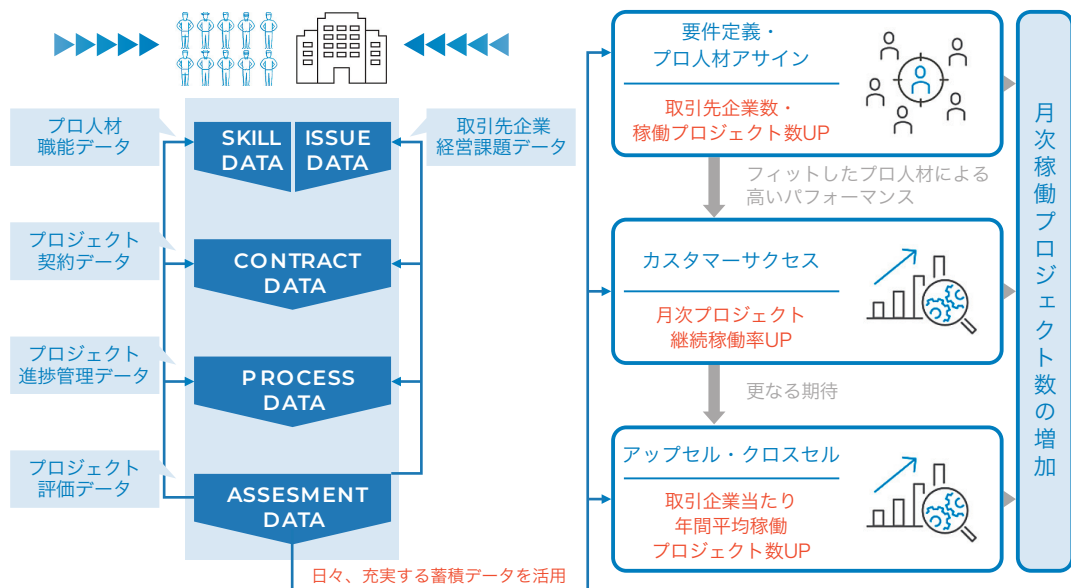 プロ人材
職能データ
SKILL
DATA
ISSUE
DATA
取引先企業
経営課題データ
プロジェクト
契約データ
CONTRACT
DATA
プロジェクト
進捗管理データ
PROCESS
DATA
プロジェクト
評価データ
ASSESMENT
DATA
日々、充実する蓄積データを活用
要件定義・
プロ人材アサイン
取引先企業数・
稼働プロジェクト数UP
フィットしたプロ人材による
高いパフォーマンス
カスタマーサクセス
月次プロジェクト
継続稼働率UP
更なる期待
アップセル・クロスセル
取引企業当たり
年間平均稼働
プロジェクト数UP
月次稼働プロジェクト数の増加